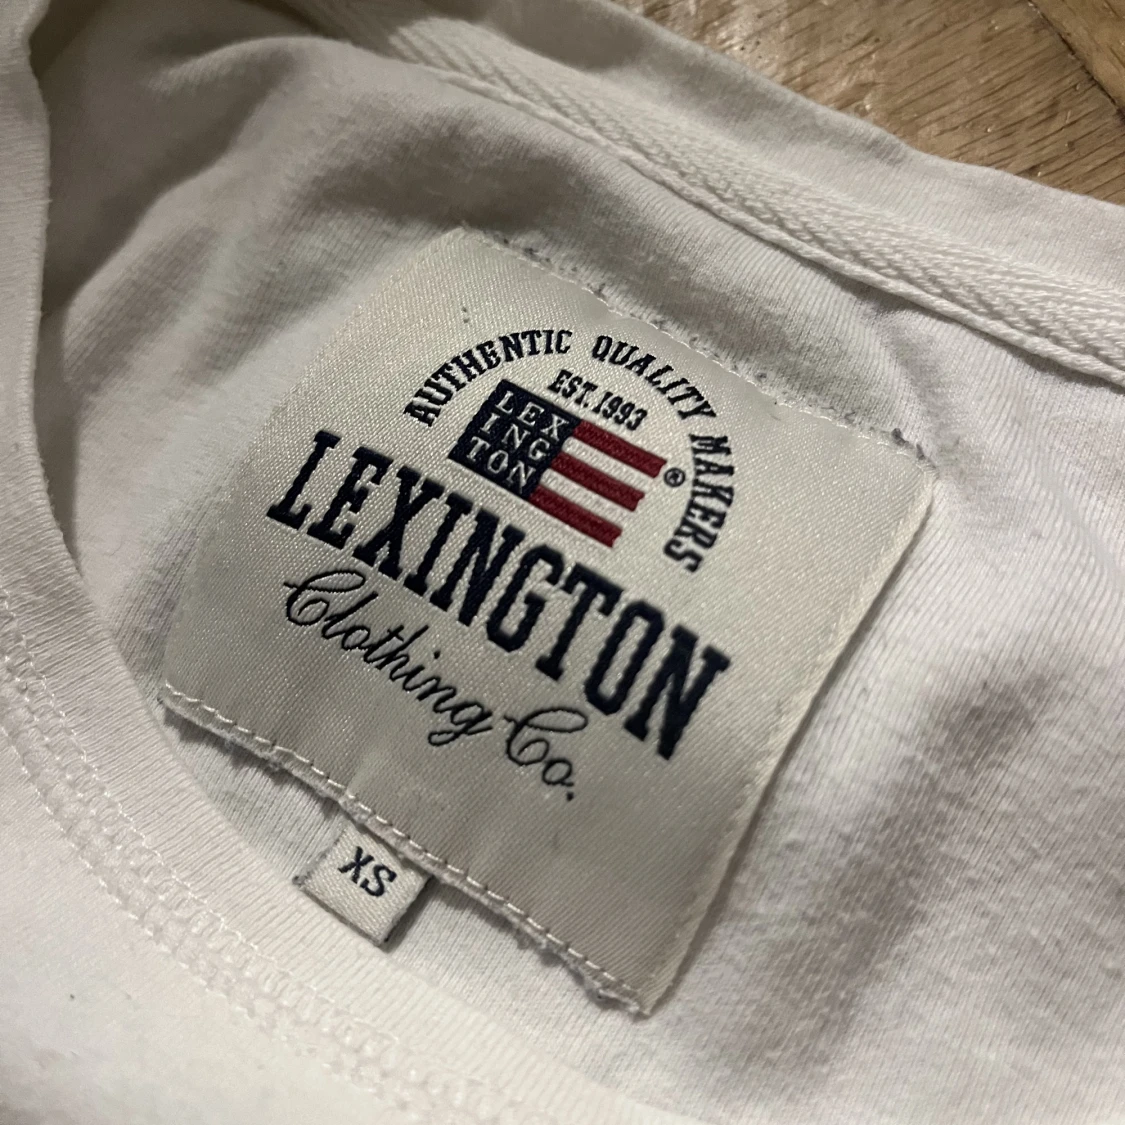 AUTHENTIC QUALITY MAKERS
EST. 1993
LEX
ING
TON
®
LEXINGTON
Clothing Co.
XS